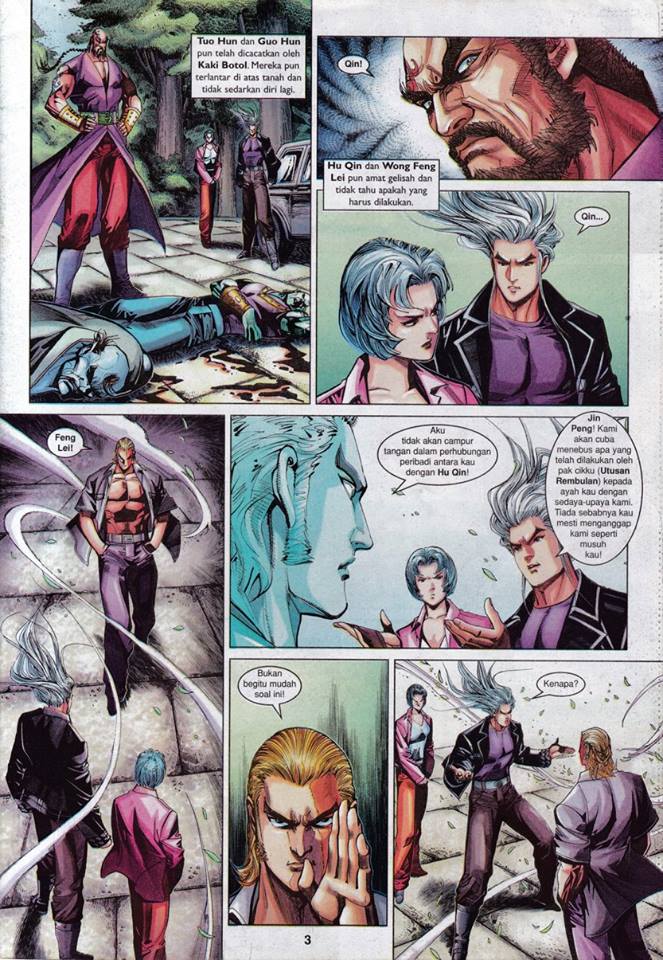 Tuo Hun dan Guo Hun
pun telah dicacatkan oleh
Kaki Botol. Mereka pun
terlantar di atas tanah dan
tidak sedarkan diri lagi.
Qin!
Hu Qin dan Wong Feng
Lei pun amat gelisah dan
tidak tahu apakah yang
harus dilakukan.
Qin...
Feng
Lei!
Aku
tidak akan campur
tangan dalam perhubungan
peribadi antara kau
dengan Hu Qin!
Jin
Peng! Kami
akan cuba
menebus apa yang
telah dilakukan oleh
pak cikku (Utusan
Rembulan) kepada
ayah kau dengan
sedaya-upaya kami.
Tiada sebabnya kau
mesti menganggap
kami seperti
musuh
kau!
Bukan
begitu mudah
soal ini!
Kenapa?
3